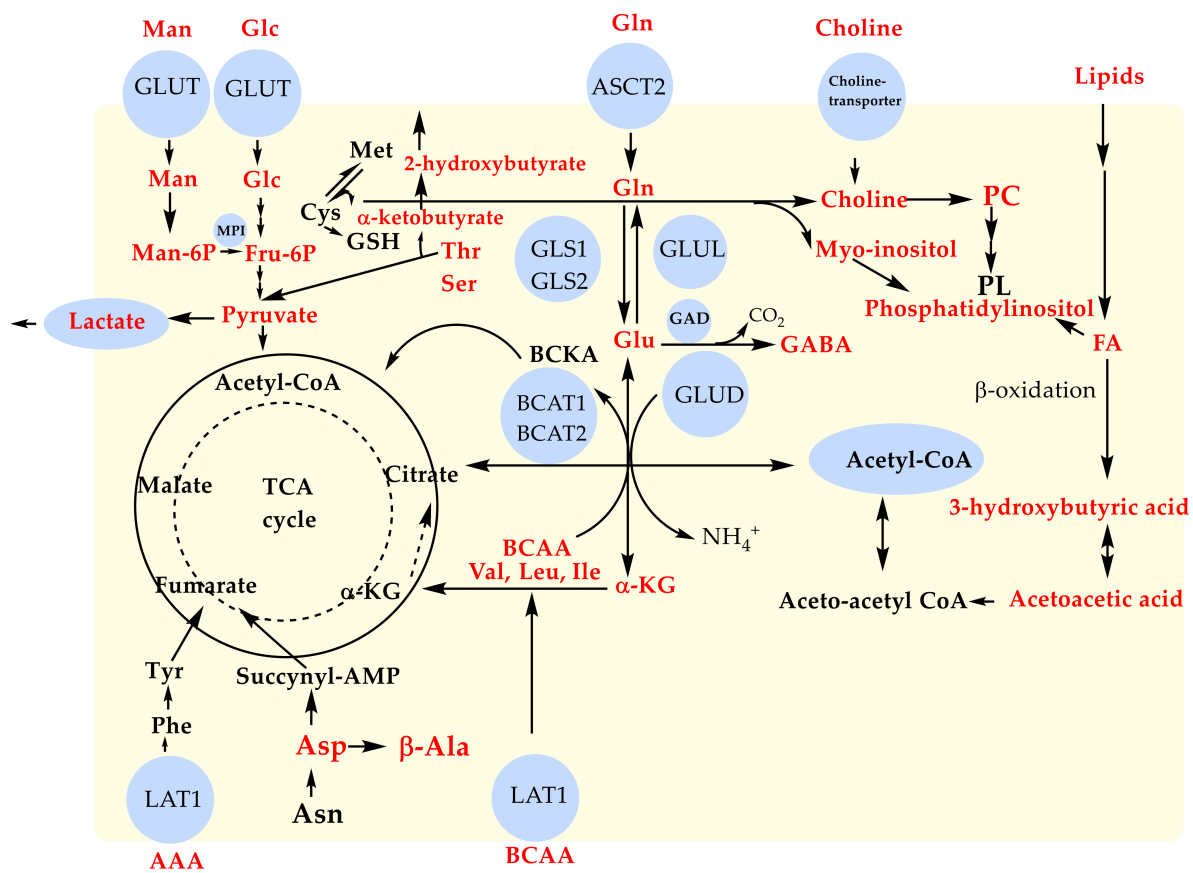 Man
Glc
Gln
Choline
Lipids
GLUT
GLUT
ASCT2
Choline-
transporter
Met
2-hydroxybutyrate
Man
Glc
Gln
Choline
PC
Cys
α-ketobutyrate
GSH
MPI
Man-6P
Fru-6P
Thr
Ser
GLS1
GLS2
GLUL
Myo-inositol
PL
Phosphatidylinositol
Lactate
Pyruvate
GAD
CO2
Glu
GABA
FA
BCKA
Acetyl-CoA
BCAT1
BCAT2
GLUD
β-oxidation
Citrate
Acetyl-CoA
Malate
TCA
cycle
3-hydroxybutyric acid
NH4+
BCAA
Val, Leu, Ile
α-KG
Fumarate
α-KG
Aceto-acetyl CoA
Acetoacetic acid
Tyr
Succynyl-AMP
Phe
Asp
β-Ala
LAT1
Asn
LAT1
AAA
BCAA